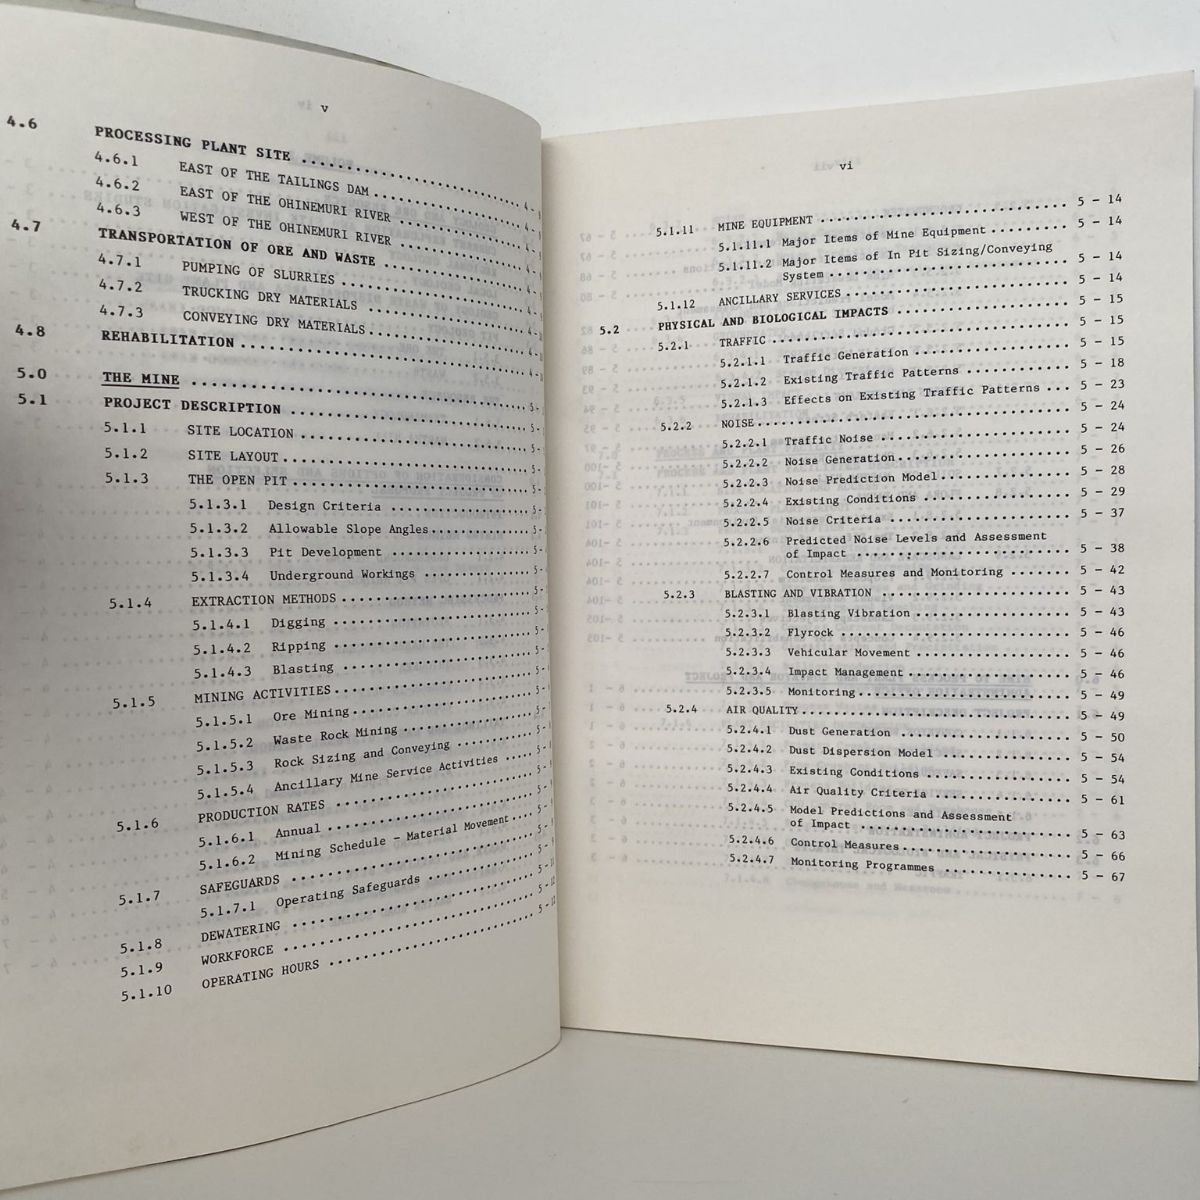 v
4.6 PROCESSING PLANT SITE
4.6.1 EAST OF THE TAILINGS DAM
4.6.2 EAST OF THE OHINEMURI RIVER
4.6.3 WEST OF THE OHINEMURI RIVER
4.7 TRANSPORTATION OF ORE AND WASTE
4.7.1 PUMPING OF SLURRIES
4.7.2 TRUCKING DRY MATERIALS
4.7.3 CONVEYING DRY MATERIALS
4.8 REHABILITATION
5.0 THE MINE
5.1 PROJECT DESCRIPTION
5.1.1 SITE LOCATION
5.1.2 SITE LAYOUT
5.1.3 THE OPEN PIT
5.1.3.1 Design Criteria
5.1.3.2 Allowable Slope Angles
5.1.3.3 Pit Development
5.1.3.4 Underground Workings
5.1.4 EXTRACTION METHODS
5.1.4.1 Digging
5.1.4.2 Ripping
5.1.4.3 Blasting
5.1.5 MINING ACTIVITIES
5.1.5.1 Ore Mining
5.1.5.2 Waste Rock Mining
5.1.5.3 Rock Sizing and Conveying
5.1.5.4 Ancillary Mine Service Activities
5.1.6 PRODUCTION RATES
5.1.6.1 Annual
5.1.6.2 Mining Schedule - Material Movement
5.1.7 SAFEGUARDS
5.1.7.1 Operating Safeguards
5.1.8 DEWATERING
5.1.9 WORKFORCE
5.1.10 OPERATING HOURS
vi
5.1.11 MINE EQUIPMENT 5 - 14
5.1.11.1 Major Items of Mine Equipment 5 - 14
5.1.11.2 Major Items of In Pit Sizing/Conveying
System 5 - 14
5.1.12 ANCILLARY SERVICES 5 - 14
5.2 PHYSICAL AND BIOLOGICAL IMPACTS 5 - 15
5.2.1 TRAFFIC 5 - 15
5.2.1.1 Traffic Generation 5 - 15
5.2.1.2 Existing Traffic Patterns 5 - 18
5.2.1.3 Effects on Existing Traffic Patterns 5 - 23
5.2.2 NOISE 5 - 24
5.2.2.1 Traffic Noise 5 - 24
5.2.2.2 Noise Generation 5 - 26
5.2.2.3 Noise Prediction Model 5 - 28
5.2.2.4 Existing Conditions 5 - 29
5.2.2.5 Noise Criteria 5 - 37
5.2.2.6 Predicted Noise Levels and Assessment
of Impact 5 - 38
5.2.2.7 Control Measures and Monitoring 5 - 42
5.2.3 BLASTING AND VIBRATION 5 - 43
5.2.3.1 Blasting Vibration 5 - 43
5.2.3.2 Flyrock 5 - 46
5.2.3.3 Vehicular Movement 5 - 46
5.2.3.4 Impact Management 5 - 46
5.2.3.5 Monitoring 5 - 49
5.2.4 AIR QUALITY 5 - 49
5.2.4.1 Dust Generation 5 - 50
5.2.4.2 Dust Dispersion Model 5 - 54
5.2.4.3 Existing Conditions 5 - 54
5.2.4.4 Air Quality Criteria 5 - 61
5.2.4.5 Model Predictions and Assessment
of Impact 5 - 63
5.2.4.6 Control Measures 5 - 66
5.2.4.7 Monitoring Programmes 5 - 67